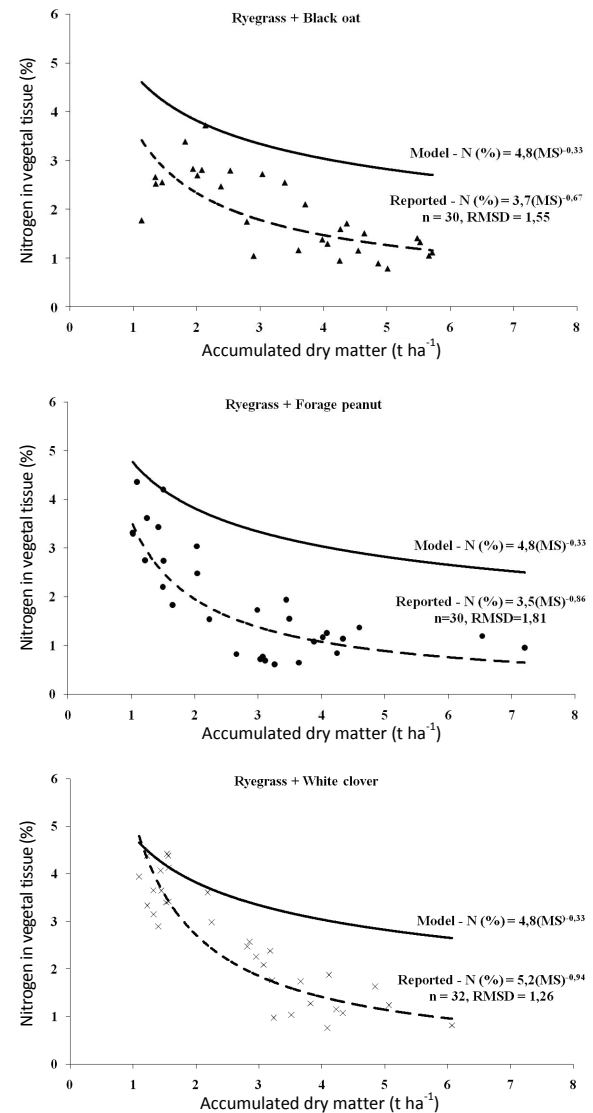 Ryegrass + Black oat
Nitrogen in vegetal tissue (%)
6
5
4
3
2
1
0
Model - N (%) = 4,8(MS)-0,33
Reported - N (%) = 3,7(MS)-0,67
n = 30, RMSD = 1,55
0 1 2 3 4 5 6 7 8
Accumulated dry matter (t ha-1)
Ryegrass + Forage peanut
Nitrogen in vegetal tissue (%)
6
5
4
3
2
1
0
Model - N (%) = 4,8(MS)-0,33
Reported - N (%) = 3,5(MS)-0,86
n=30, RMSD=1,81
0 1 2 3 4 5 6 7 8
Accumulated dry matter (t ha-1)
Ryegrass + White clover
Nitrogen in vegetal tissue (%)
6
5
4
3
2
1
0
Model - N (%) = 4,8(MS)-0,33
Reported - N (%) = 5,2(MS)-0,94
n = 32, RMSD = 1,26
0 1 2 3 4 5 6 7 8
Accumulated dry matter (t ha-1)